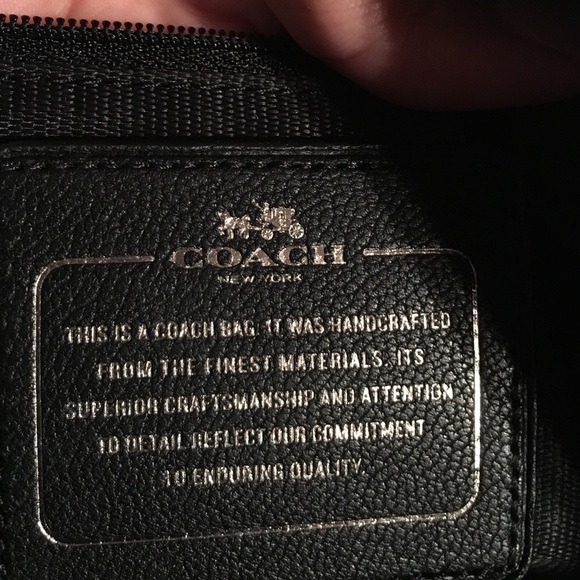 COACH
NEW YORK
THIS IS A COACH BAG. IT WAS HANDCRAFTED
FROM THE FINEST MATERIALS. ITS
SUPERIOR CRAFTSMANSHIP AND ATTENTION
TO DETAIL REFLECT OUR COMMITMENT
TO ENDURING QUALITY.